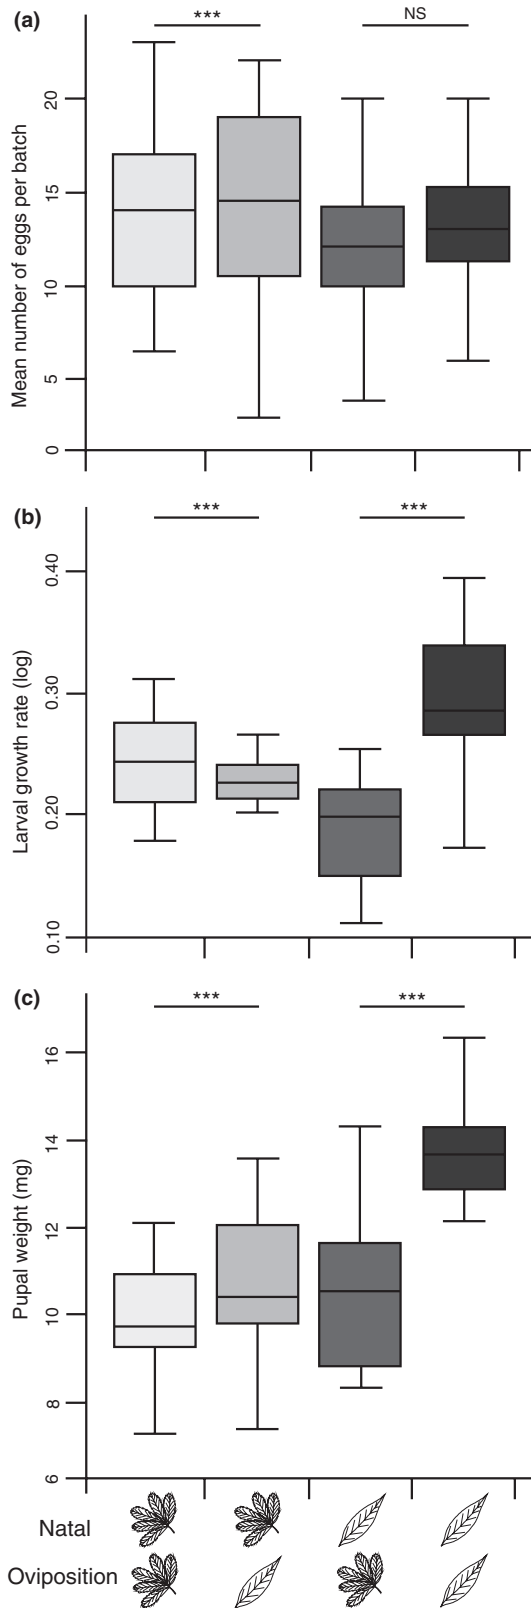 (a)
*** NS
Mean number of eggs per batch
20
15
10
5
0
(b)
*** ***
Larval growth rate (log)
0.40
0.30
0.20
0.10
(c)
*** ***
Pupal weight (mg)
16
14
12
10
8
6
Natal
Oviposition